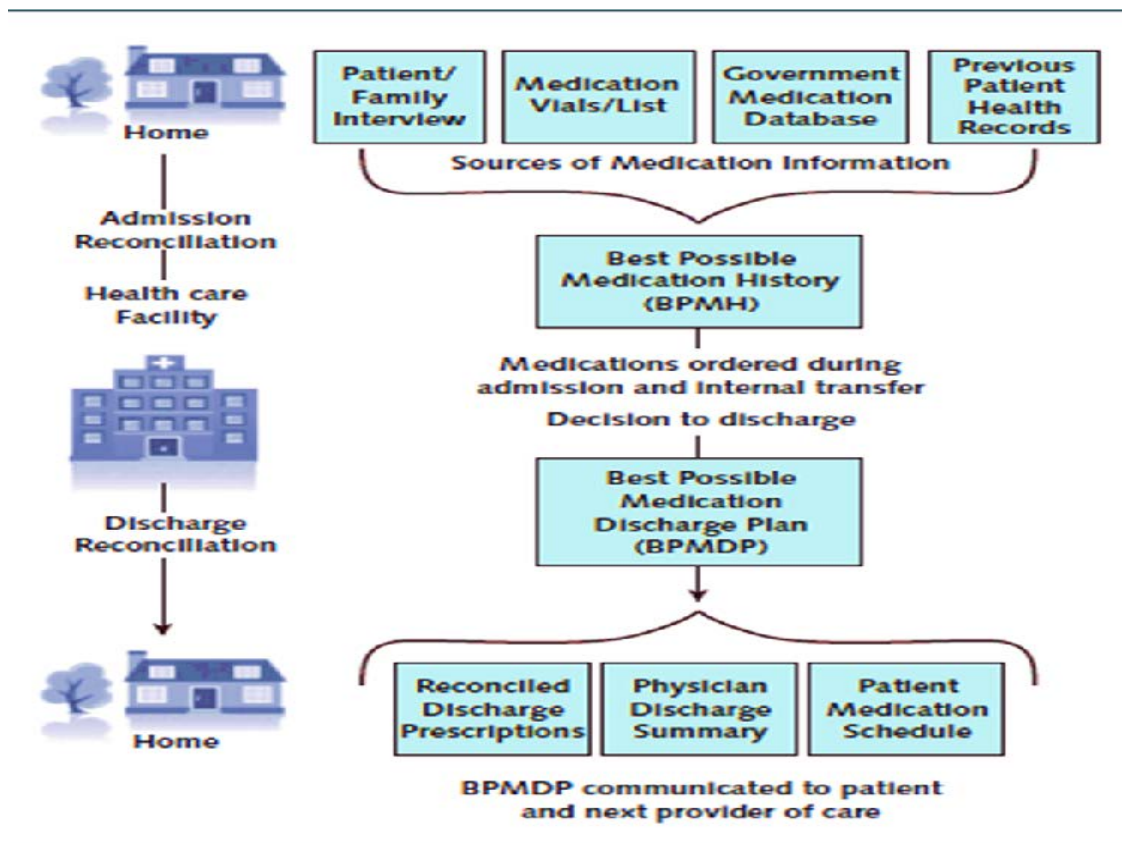 Home
Admission
Reconciliation
Health care
Facility
Discharge
Reconciliation
Home
Patient/
Family
Interview
Medication
Vials/List
Government
Medication
Database
Previous
Patient
Health
Records
Sources of Medication Information
Best Possible
Medication History
(BPMH)
Medications ordered during
admission and internal transfer
Decision to discharge
Best Possible
Medication
Discharge Plan
(BPMDP)
Reconciled
Discharge
Prescriptions
Physician
Discharge
Summary
Patient
Medication
Schedule
BPMDP communicated to patient
and next provider of care